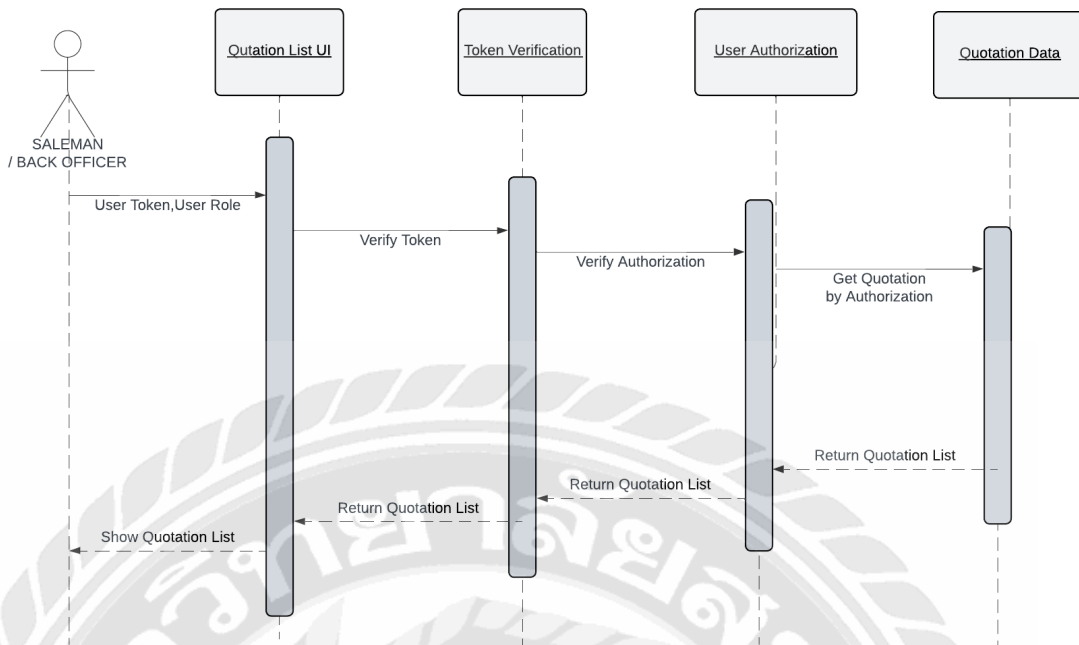 Qutation List UI
Token Verification
User Authorization
Quotation Data
SALEMAN
/ BACK OFFICER
User Token,User Role
Verify Token
Verify Authorization
Get Quotation
by Authorization
Return Quotation List
Return Quotation List
Return Quotation List
Show Quotation List